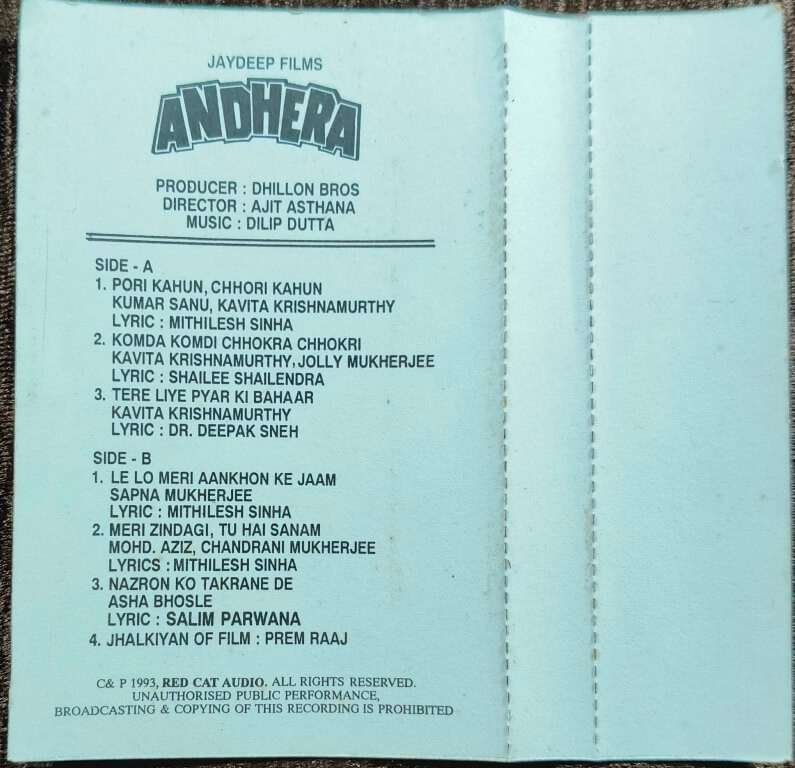 JAYDEEP FILMS
ANDHERA
PRODUCER : DHILLON BROS
DIRECTOR : AJIT ASTHANA
MUSIC : DILIP DUTTA
SIDE - A
1. PORI KAHUN, CHHORI KAHUN
KUMAR SANU, KAVITA KRISHNAMURTHY
LYRIC : MITHILESH SINHA
2. KOMDA KOMDI CHHOKRA CHHOKRI
KAVITA KRISHNAMURTHY, JOLLY MUKHERJEE
LYRIC : SHAILEE SHAILENDRA
3. TERE LIYE PYAR KI BAHAAR
KAVITA KRISHNAMURTHY
LYRIC : DR. DEEPAK SNEH
SIDE - B
1. LE LO MERI AANKHON KE JAAM
SAPNA MUKHERJEE
LYRIC : MITHILESH SINHA
2. MERI ZINDAGI, TU HAI SANAM
MOHD. AZIZ, CHANDRANI MUKHERJEE
LYRICS : MITHILESH SINHA
3. NAZRON KO TAKRANE DE
ASHA BHOSLE
LYRIC : SALIM PARWANA
4. JHALKIYAN OF FILM : PREM RAAJ
C& P 1993, RED CAT AUDIO. ALL RIGHTS RESERVED.
UNAUTHORISED PUBLIC PERFORMANCE,
BROADCASTING & COPYING OF THIS RECORDING IS PROHIBITED